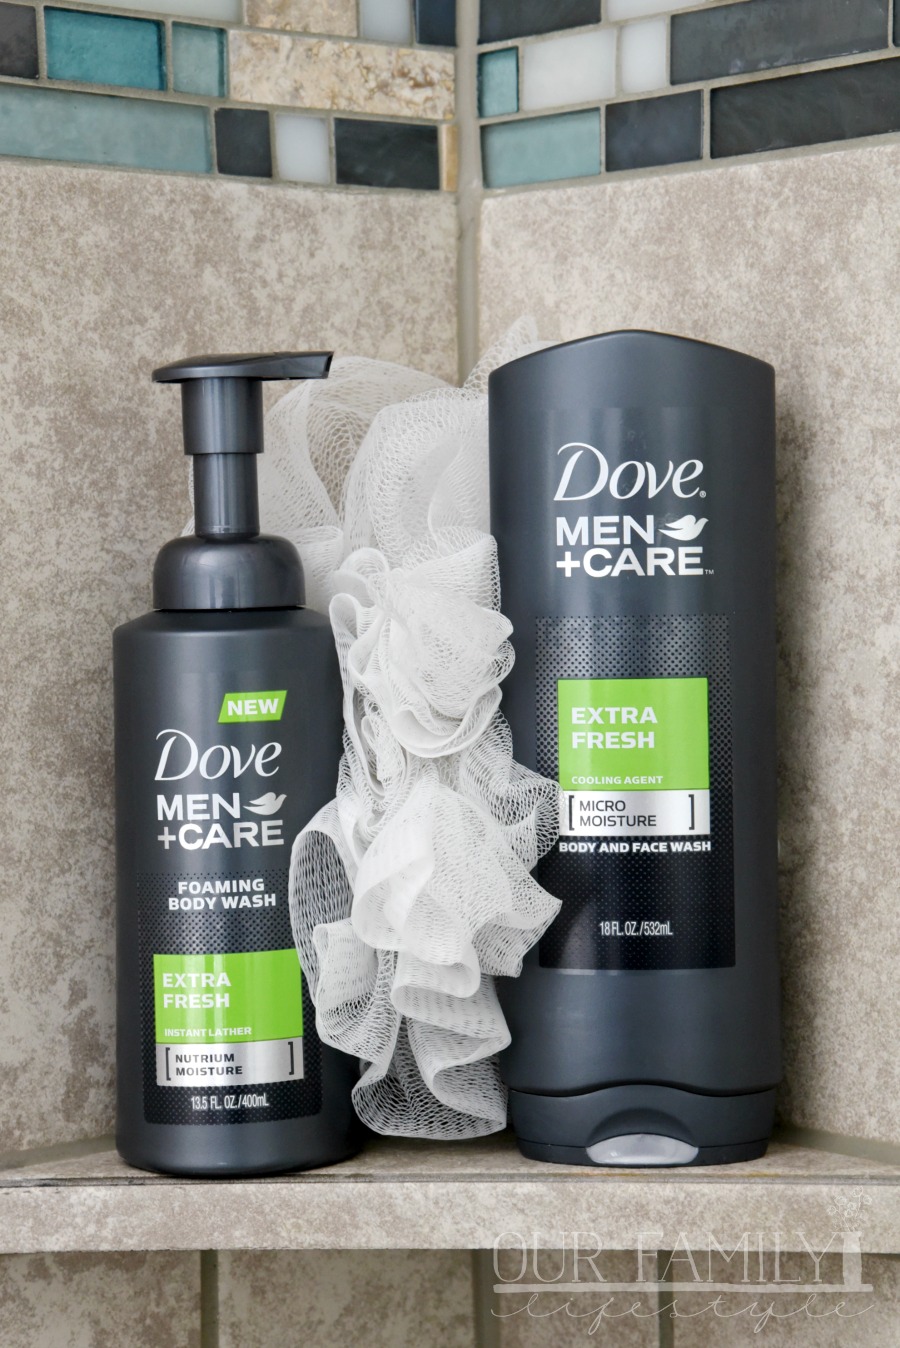 NEW
Dove
MEN
+CARE
FOAMING
BODY WASH
EXTRA
FRESH
INSTANT LATHER
[NUTRIUM
MOISTURE]
13.5 FL. OZ./400mL
Dove®
MEN
+CARE™
EXTRA
FRESH
COOLING AGENT
[MICRO
MOISTURE]
BODY AND FACE WASH
18 FL. OZ./532mL
OUR FAMILY
lifestyle